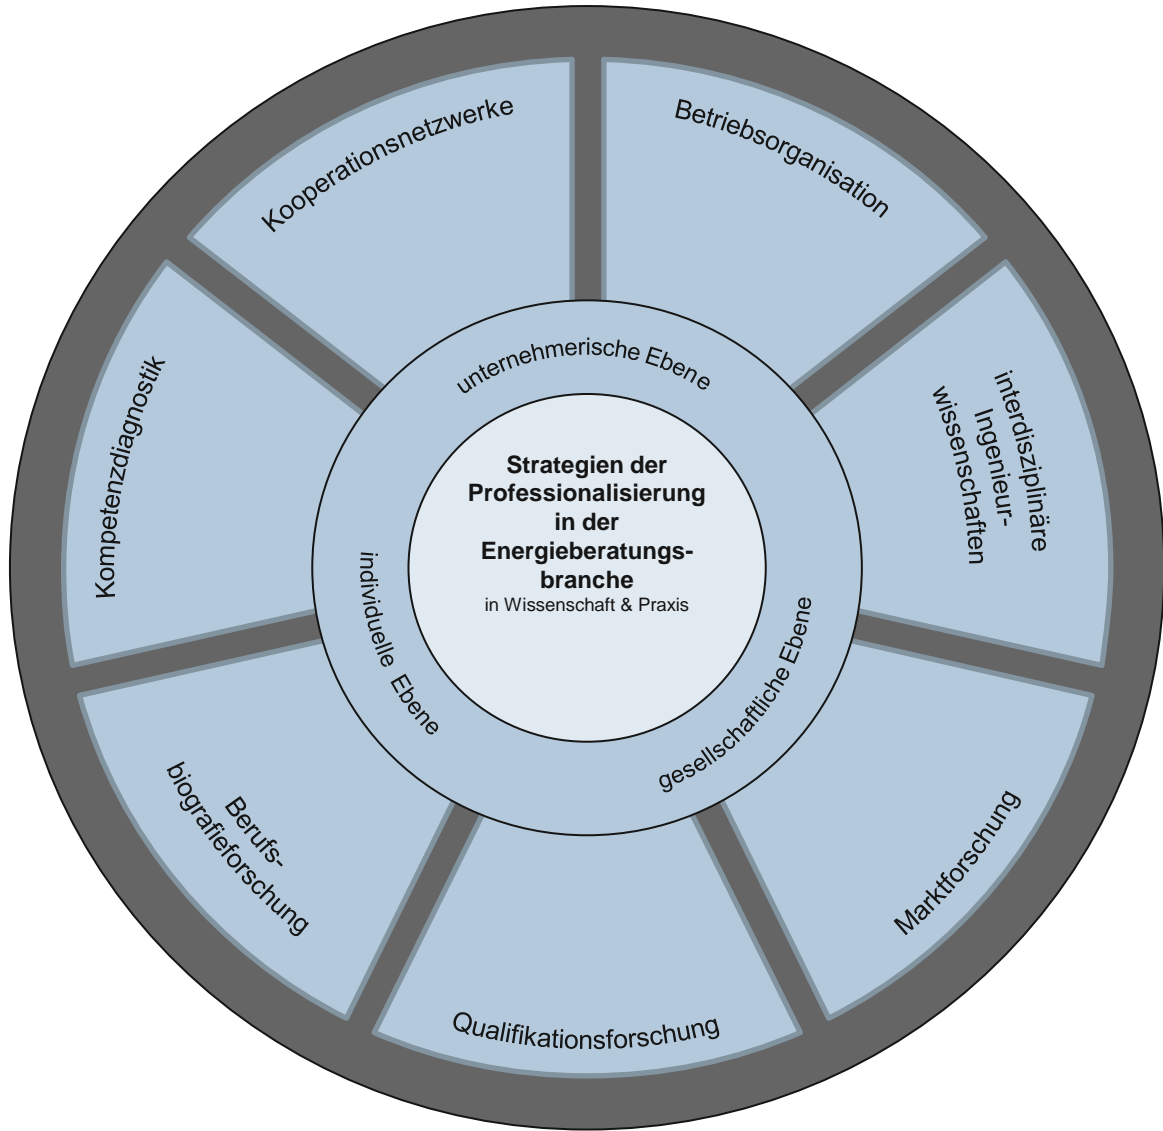 Kooperationsnetzwerke
Betriebsorganisation
interdisziplinäre
Ingenieur-
wissenschaften
Marktforschung
Qualifikationsforschung
Berufs-
biografieforschung
Kompetenzdiagnostik
unternehmerische Ebene
gesellschaftliche Ebene
individuelle Ebene
Strategien der
Professionalisierung
in der
Energieberatungs-
branche
in Wissenschaft & Praxis